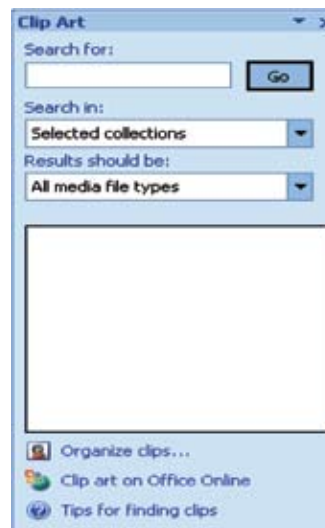 Clip Art
Search for:
Go
Search in:
Selected collections
Results should be:
All media file types
Organize clips...
Clip art on Office Online
Tips for finding clips